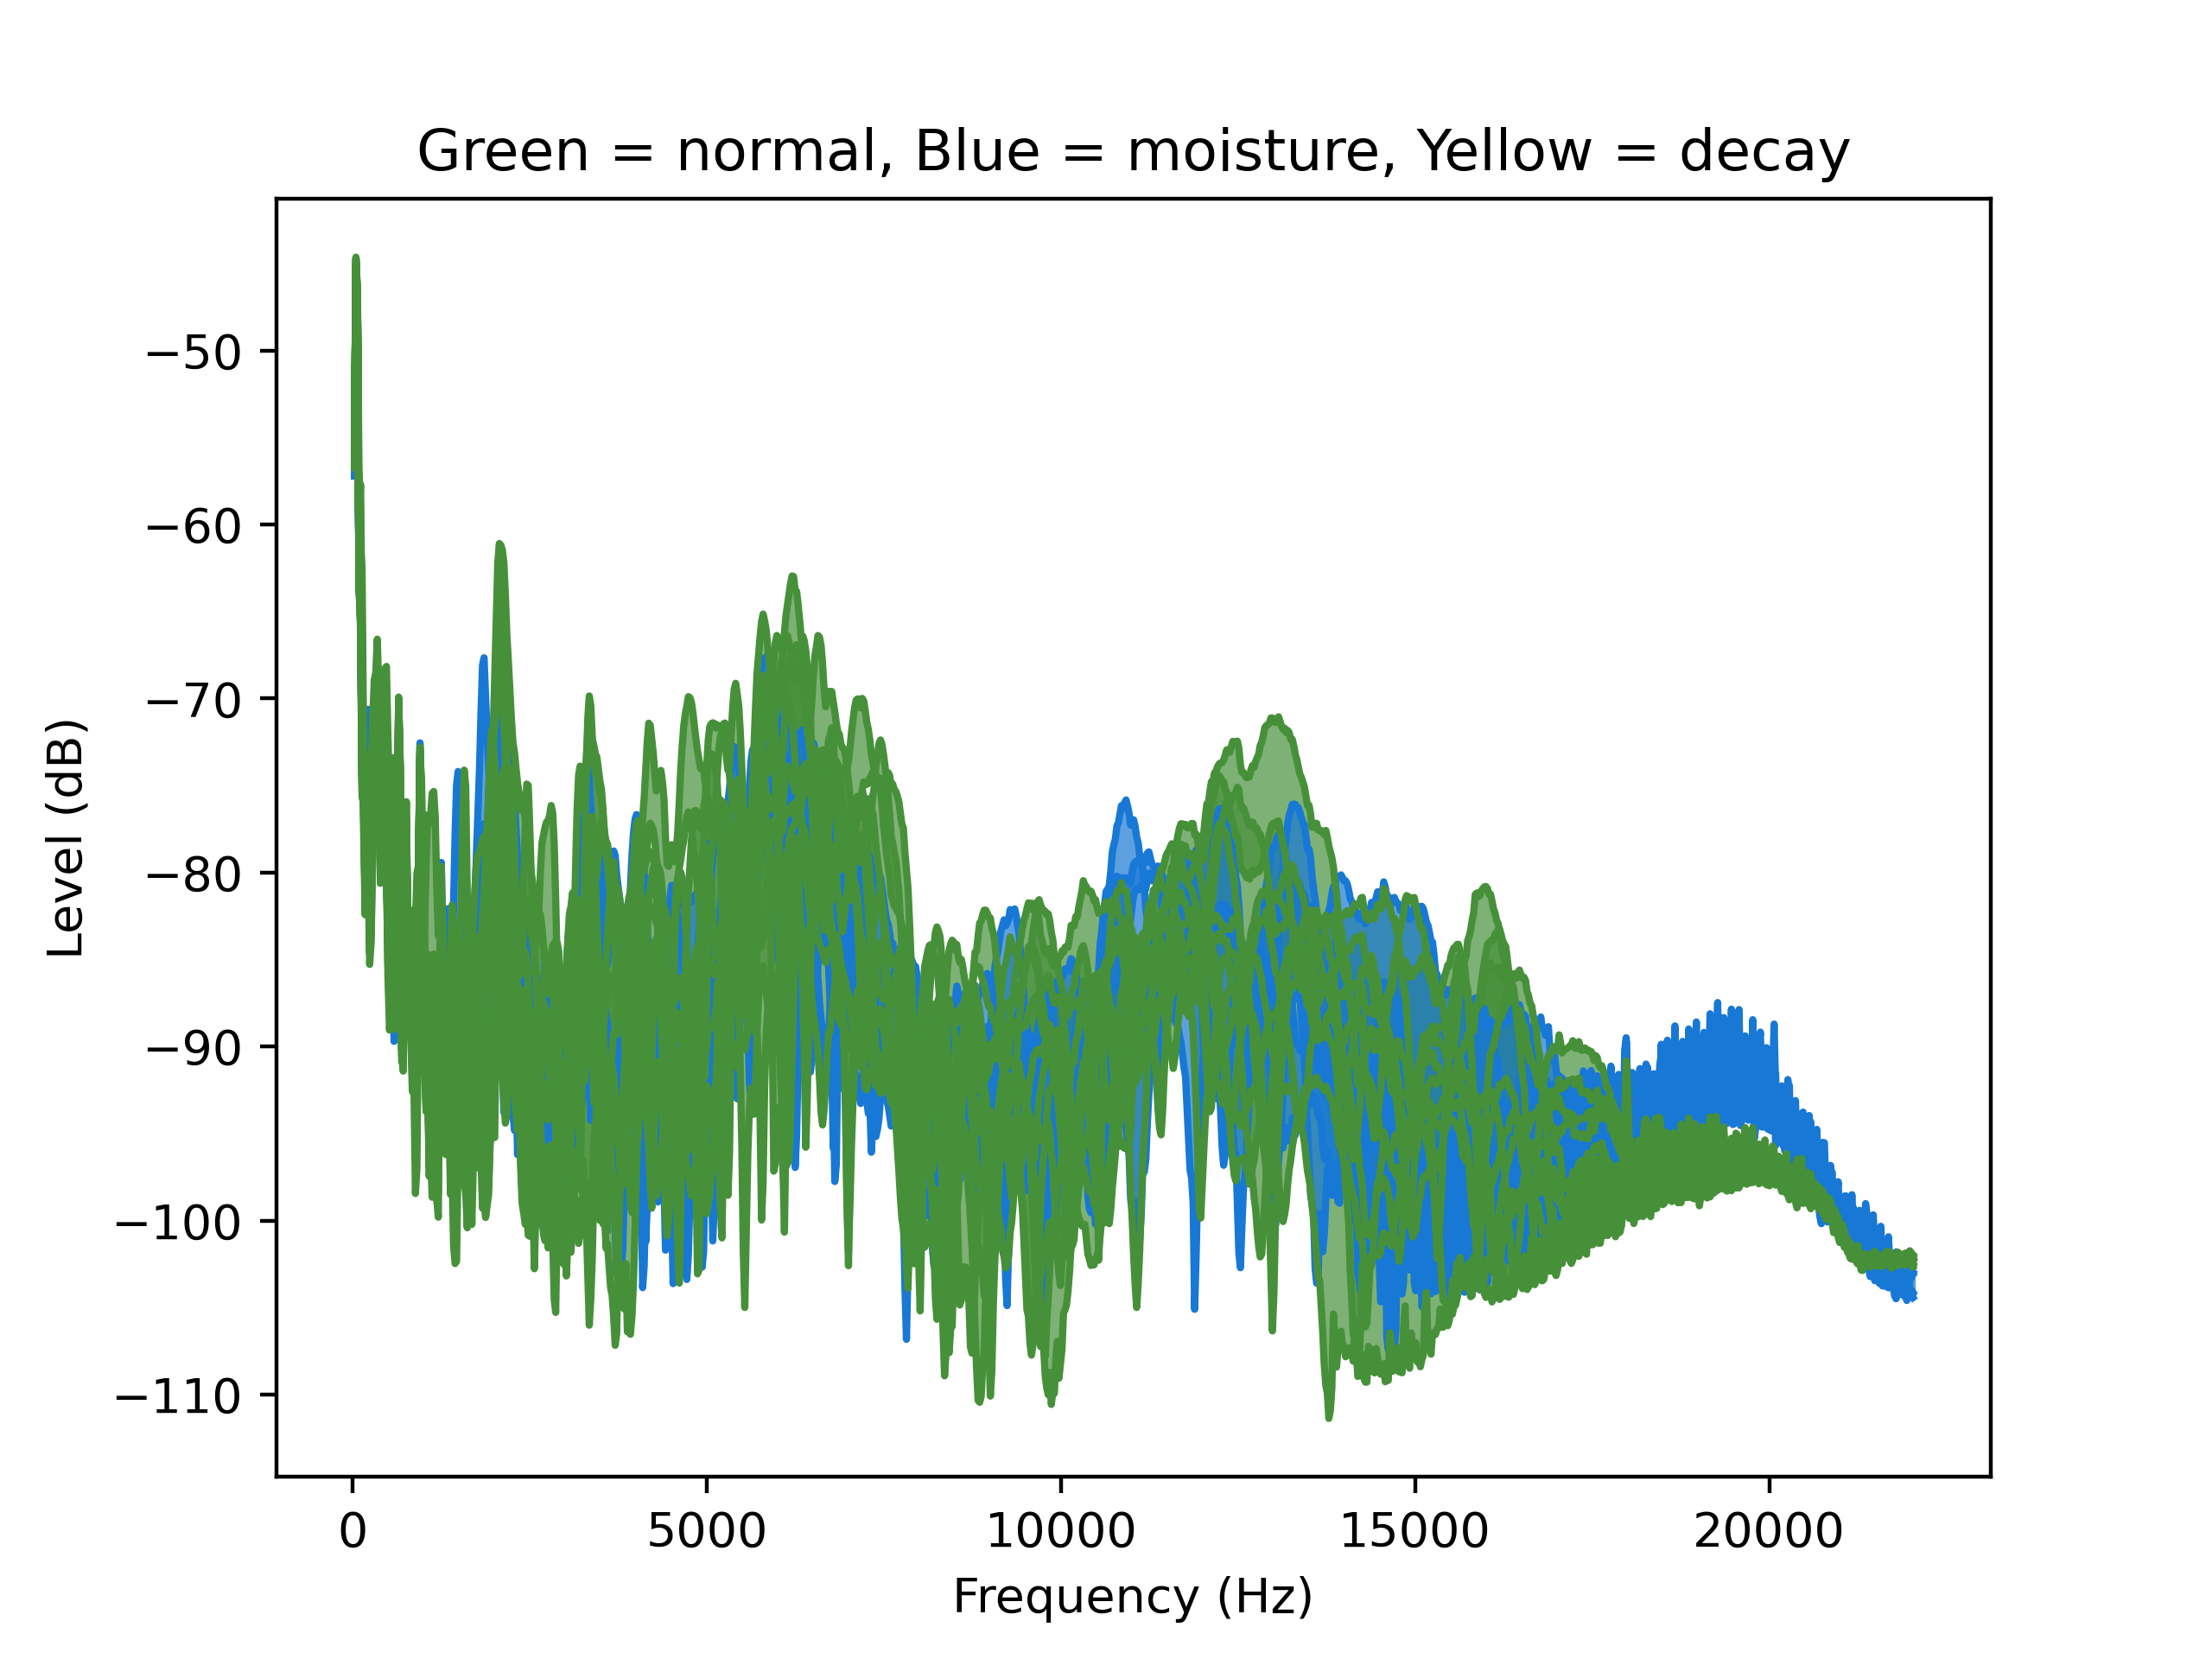 Green = normal, Blue = moisture, Yellow = decay
Level (dB)
−50
−60
−70
−80
−90
−100
−110
0 5000 10000 15000 20000
Frequency (Hz)